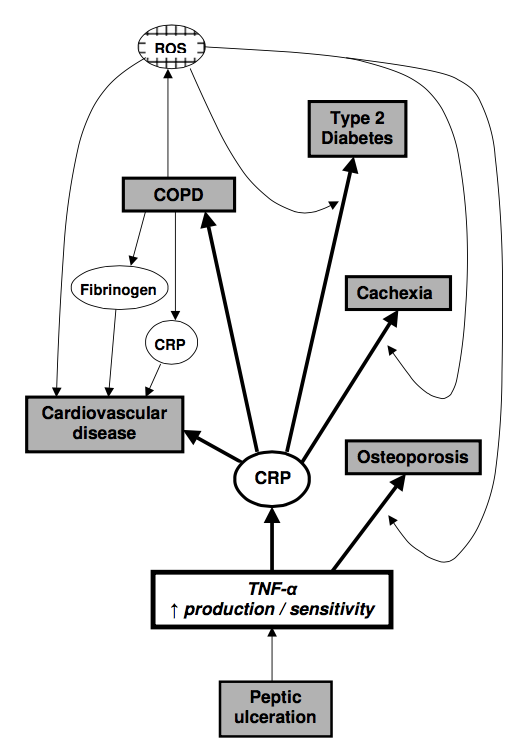 ROS
Type 2
Diabetes
COPD
Fibrinogen
Cachexia
CRP
Cardiovascular
disease
Osteoporosis
CRP
TNF-α
↑ production / sensitivity
Peptic
ulceration